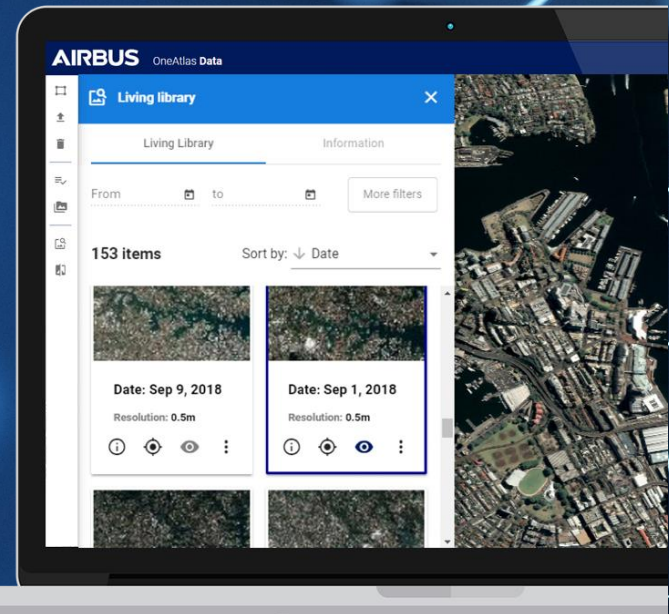 AIRBUS OneAtlas Data
Living library
Living Library Information
From to More filters
153 items Sort by: Date
Date: Sep 9, 2018 Date: Sep 1, 2018
Resolution: 0.5m Resolution: 0.5m